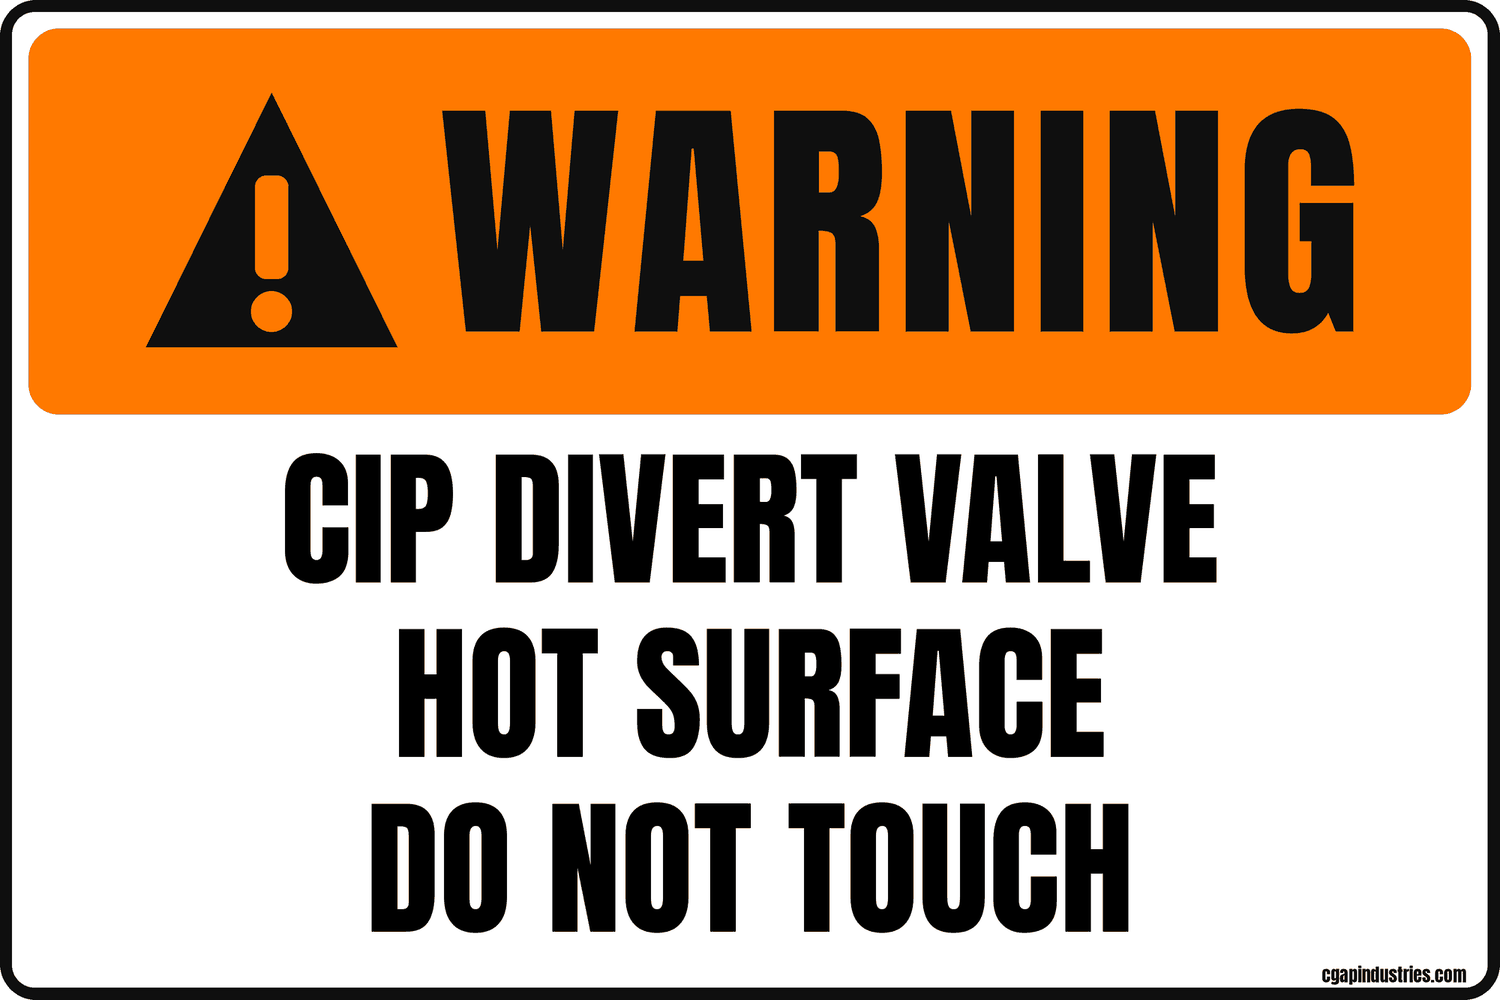 WARNING
CIP DIVERT VALVE
HOT SURFACE
DO NOT TOUCH
cgapindustries.com